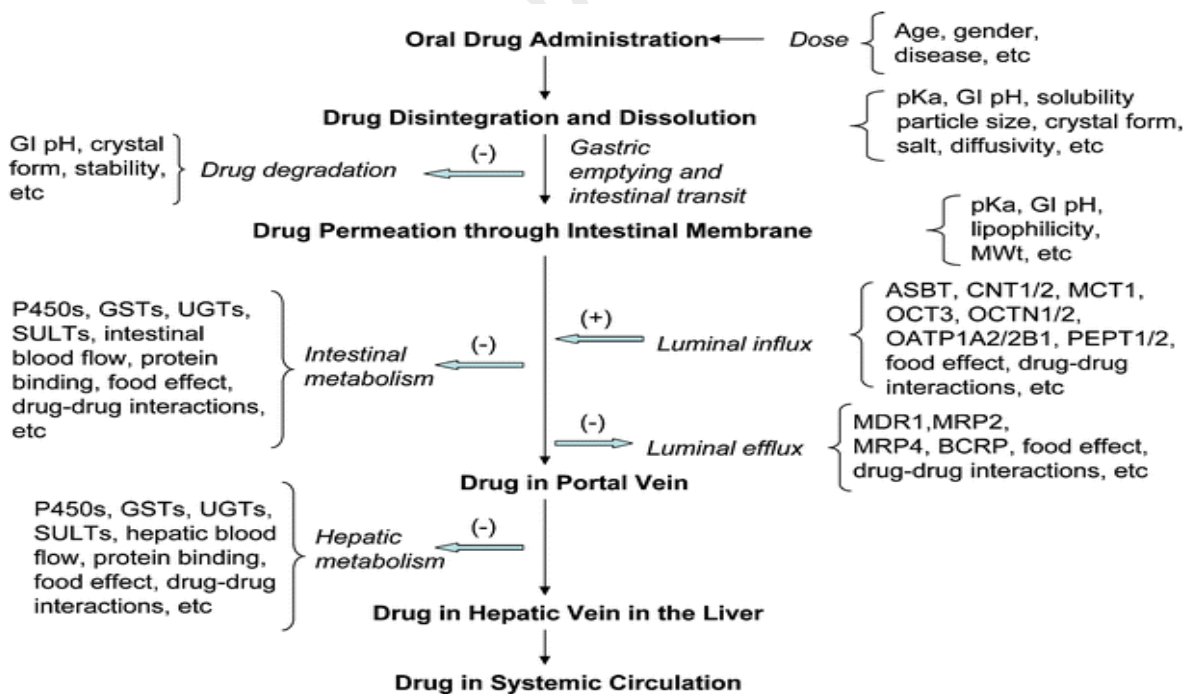 Oral Drug Administration
Dose
Age, gender,
disease, etc
Drug Disintegration and Dissolution
pKa, GI pH, solubility
particle size, crystal form,
salt, diffusivity, etc
GI pH, crystal
form, stability,
etc
Drug degradation
(-)
Gastric
emptying and
intestinal transit
Drug Permeation through Intestinal Membrane
pKa, GI pH,
lipophilicity,
MWt, etc
P450s, GSTs, UGTs,
SULTs, intestinal
blood flow, protein
binding, food effect,
drug-drug interactions,
etc
Intestinal
metabolism
(-)
(+)
Luminal influx
ASBT, CNT1/2, MCT1,
OCT3, OCTN1/2,
OATP1A2/2B1, PEPT1/2,
food effect, drug-drug
interactions, etc
(-)
Luminal efflux
MDR1,MRP2,
MRP4, BCRP, food effect,
drug-drug interactions, etc
Drug in Portal Vein
P450s, GSTs, UGTs,
SULTs, hepatic blood
flow, protein binding,
food effect, drug-drug
interactions, etc
Hepatic
metabolism
(-)
Drug in Hepatic Vein in the Liver
Drug in Systemic Circulation